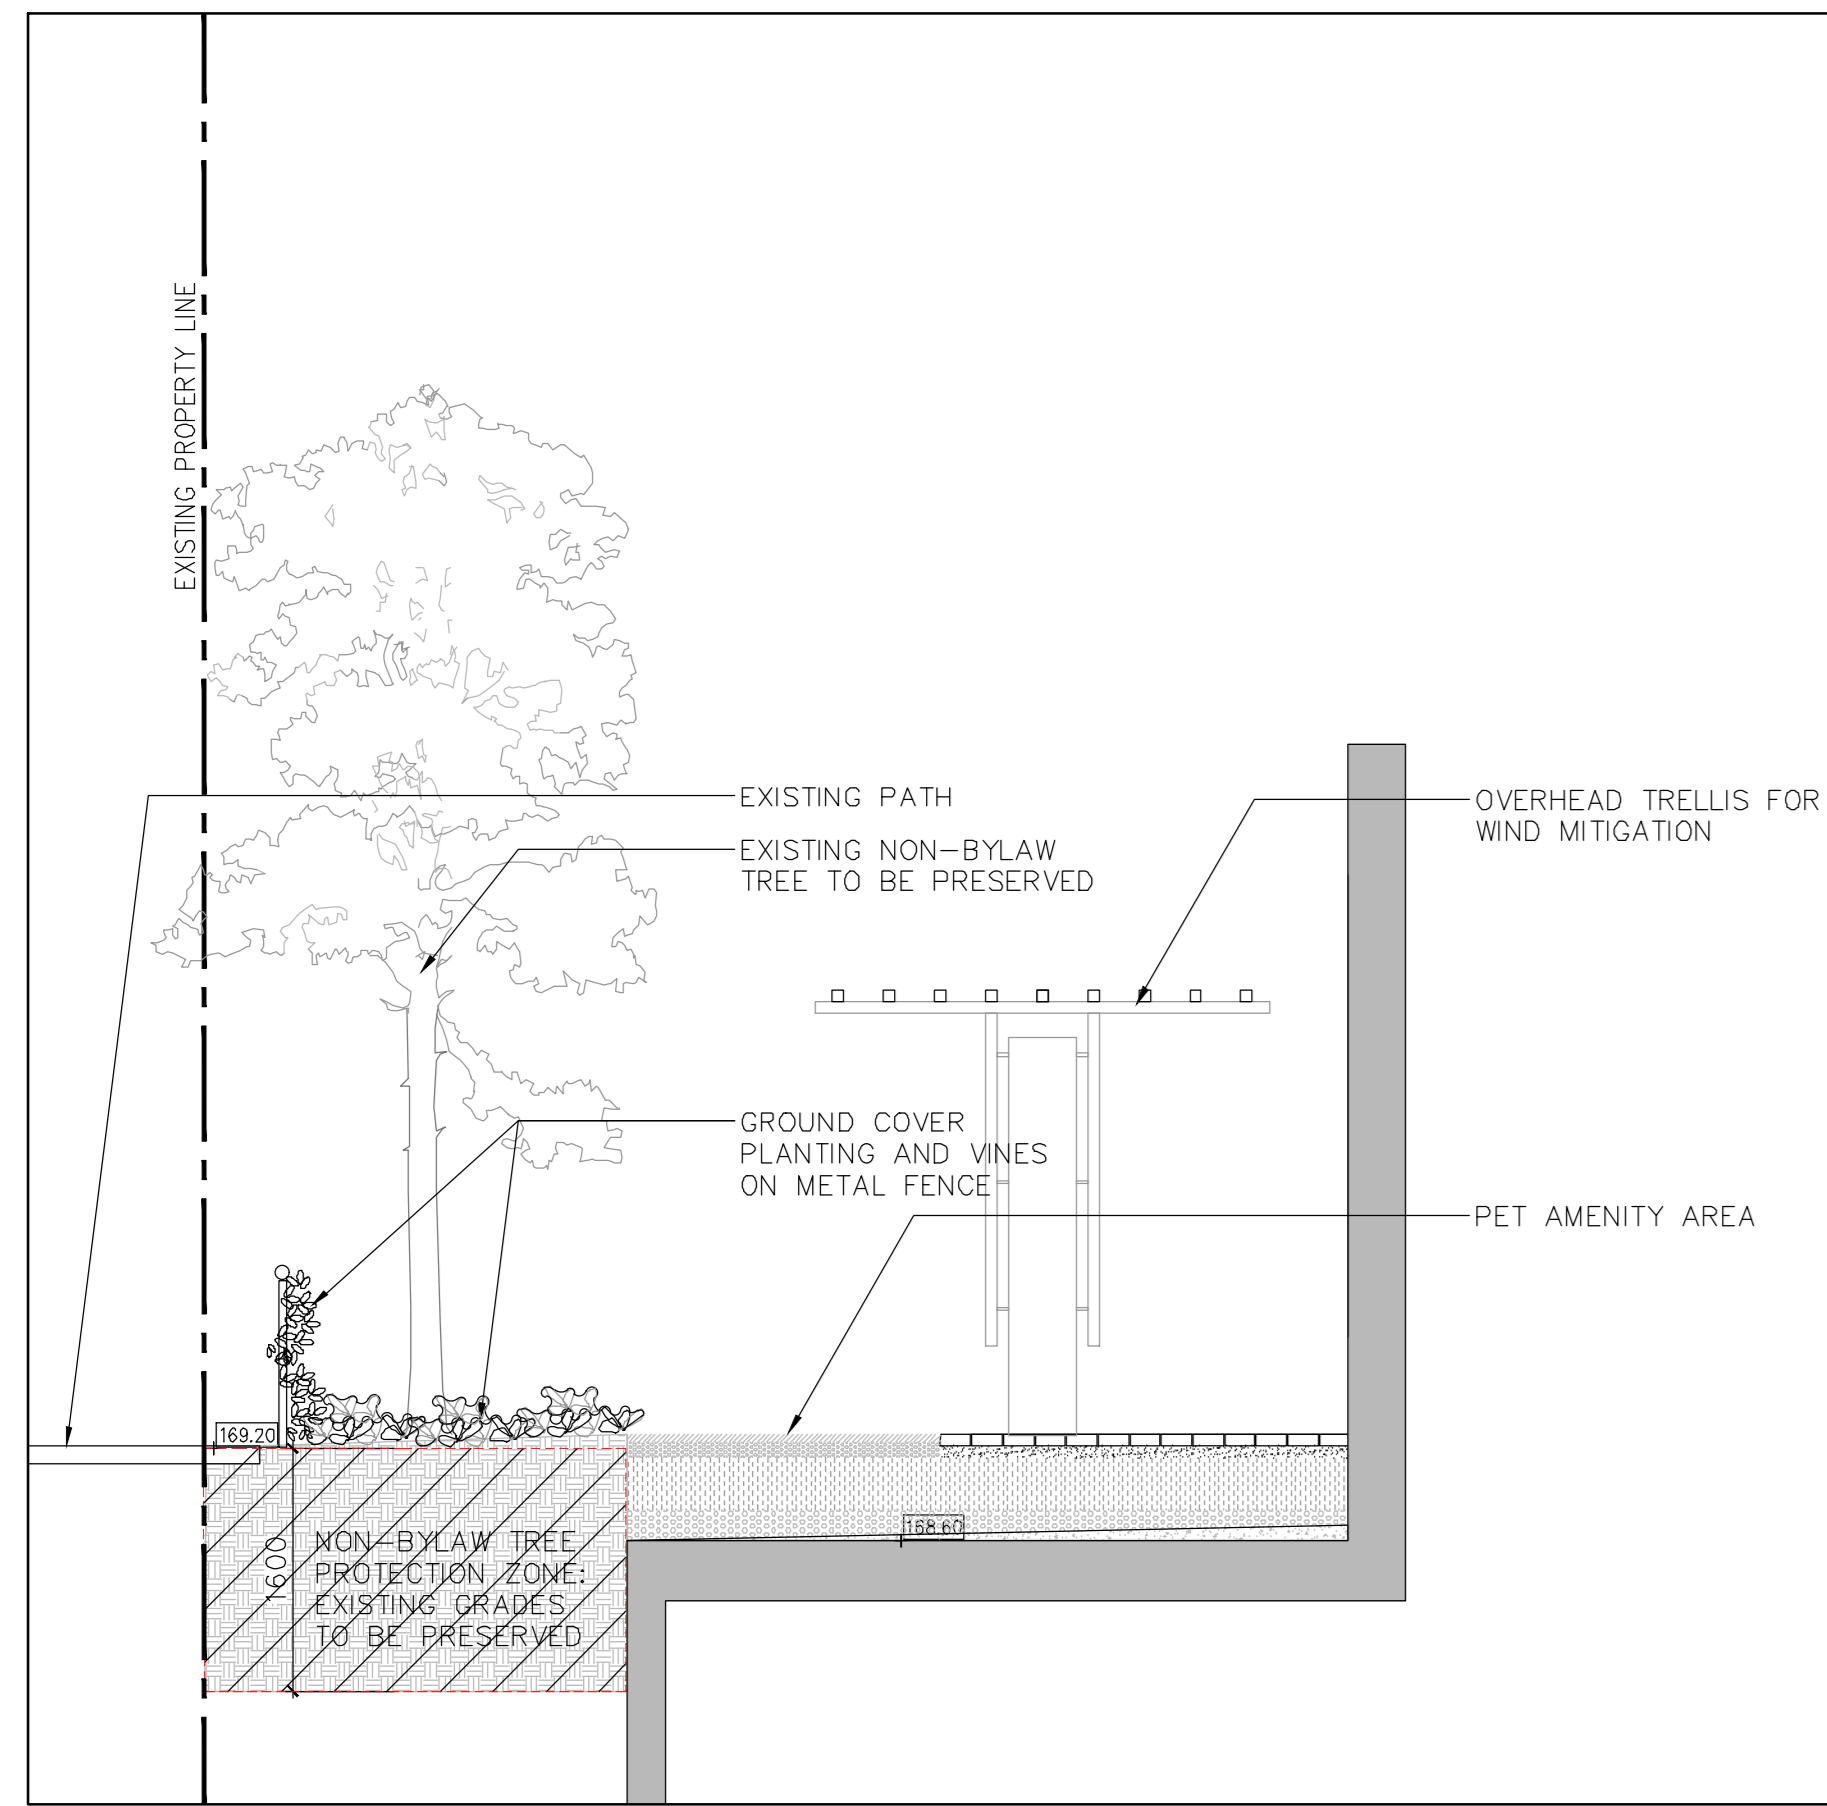 EXISTING PROPERTY LINE
EXISTING PATH
EXISTING NON-BYLAW
TREE TO BE PRESERVED
OVERHEAD TRELLIS FOR
WIND MITIGATION
GROUND COVER
PLANTING AND VINES
ON METAL FENCE
PET AMENITY AREA
169.20
168.60
1600
NON-BYLAW TREE
PROTECTION ZONE:
EXISTING GRADES
TO BE PRESERVED